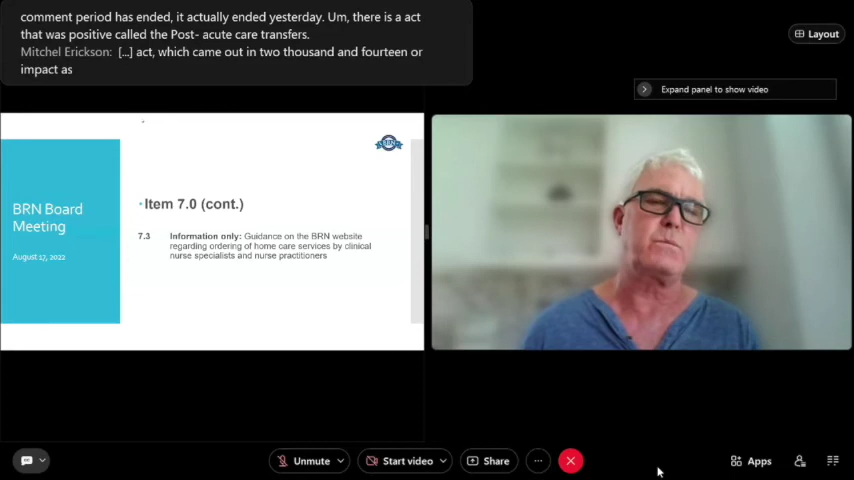 comment period has ended, it actually ended yesterday. Um, there is a act
that was positive called the Post- acute care transfers.
Mitchel Erickson: [...] act, which came out in two thousand and fourteen or
impact as
Layout
Expand panel to show video
BRN
BRN Board
Meeting
August 17, 2022
Item 7.0 (cont.)
7.3 Information only: Guidance on the BRN website
regarding ordering of home care services by clinical
nurse specialists and nurse practitioners
Unmute
Start video
Share
Apps